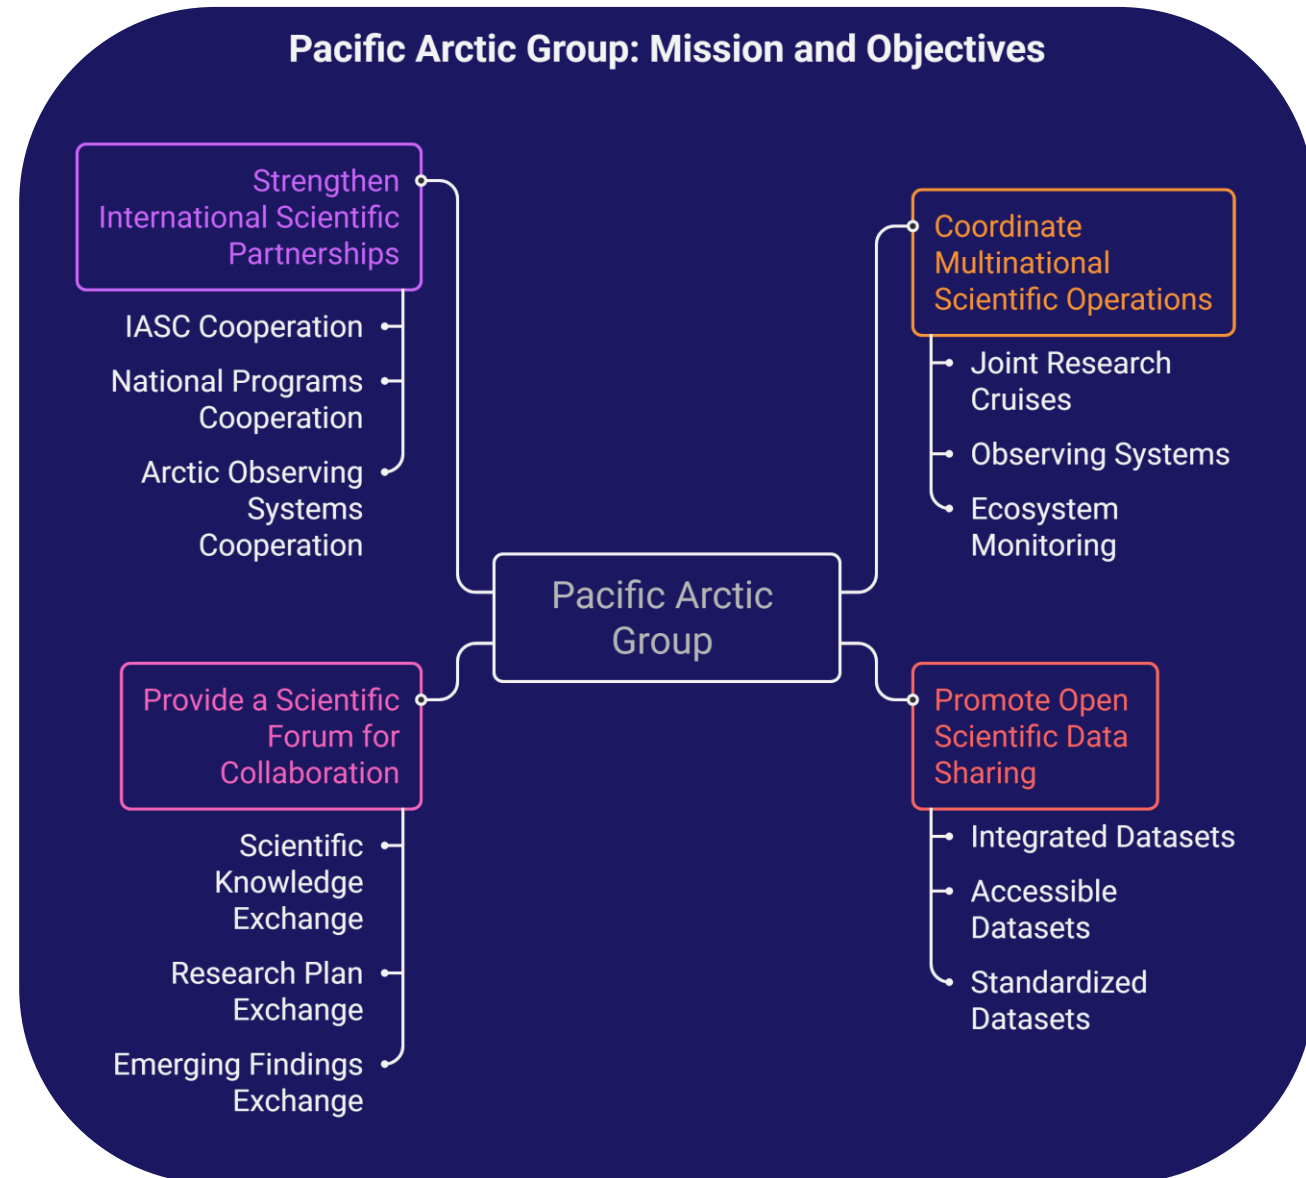 Pacific Arctic Group: Mission and Objectives
Strengthen
International Scientific
Partnerships
IASC Cooperation
National Programs
Cooperation
Arctic Observing
Systems
Cooperation
Coordinate
Multinational
Scientific Operations
Joint Research
Cruises
Observing Systems
Ecosystem
Monitoring
Pacific Arctic
Group
Provide a Scientific
Forum for
Collaboration
Scientific
Knowledge
Exchange
Research Plan
Exchange
Emerging Findings
Exchange
Promote Open
Scientific Data
Sharing
Integrated Datasets
Accessible
Datasets
Standardized
Datasets